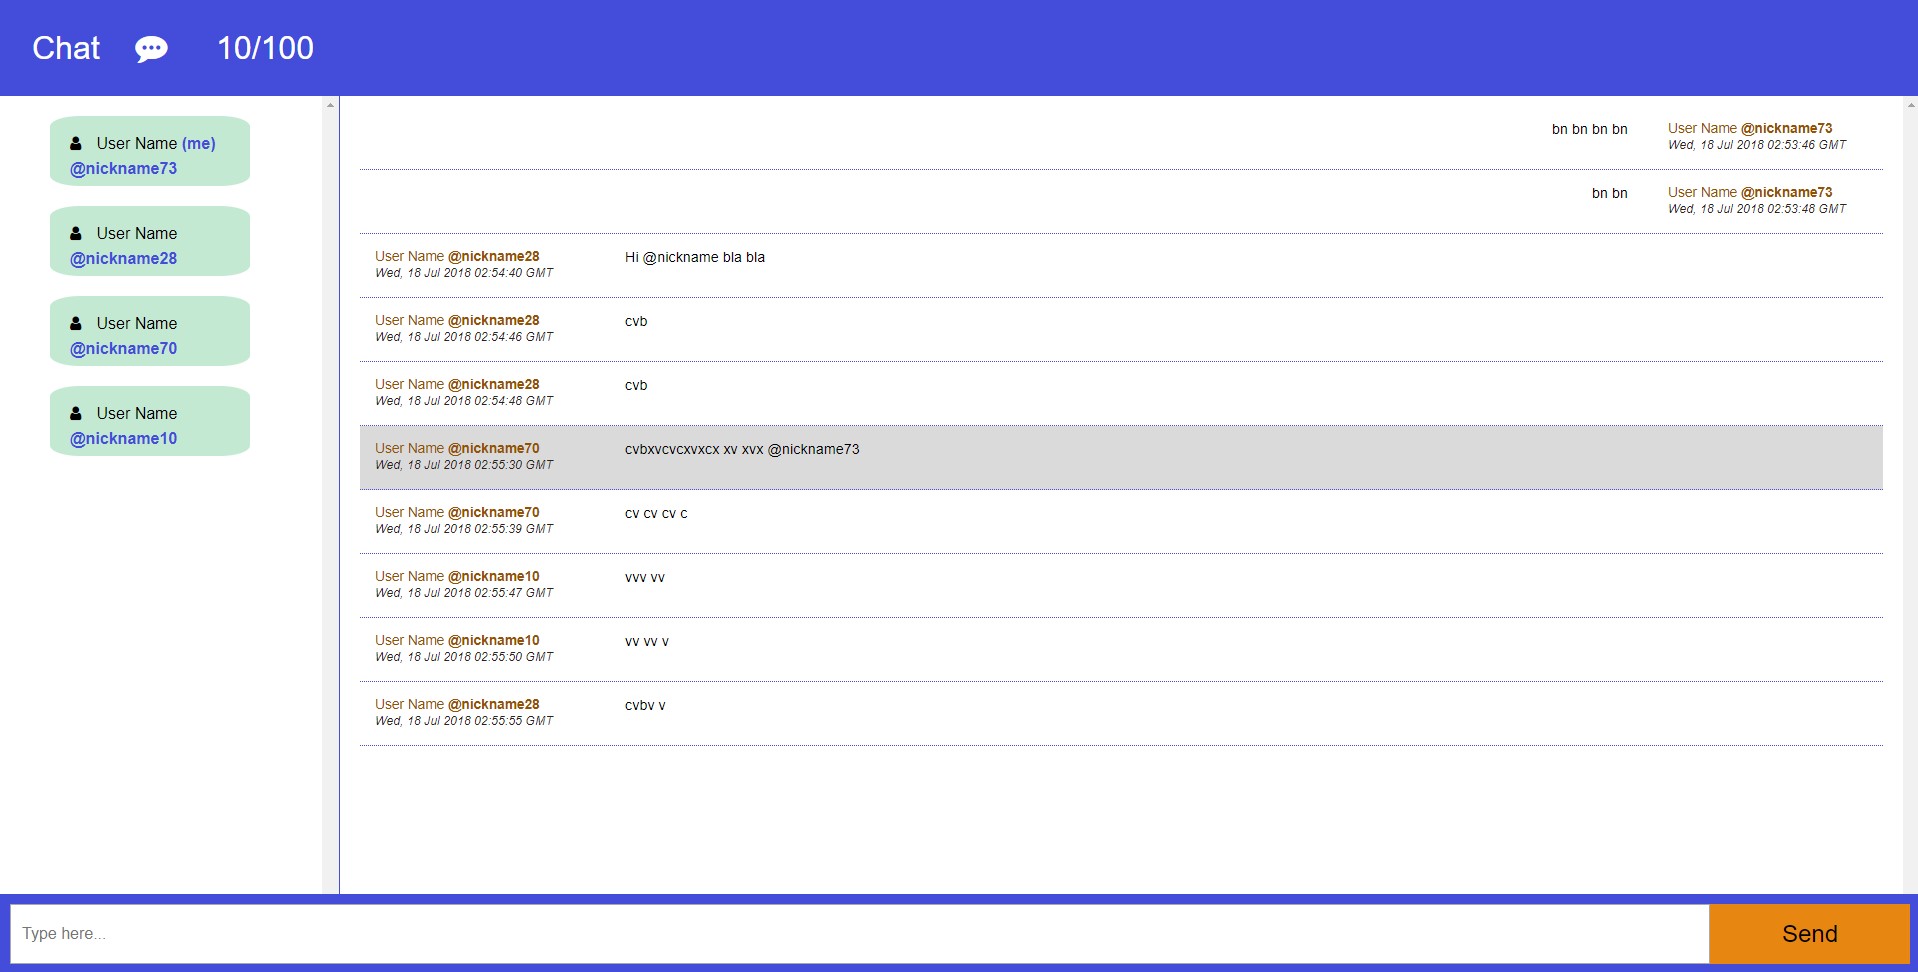 Chat 10/100
User Name (me)
@nickname73
User Name
@nickname28
User Name
@nickname70
User Name
@nickname10
bn bn bn bn User Name @nickname73
Wed, 18 Jul 2018 02:53:46 GMT
bn bn User Name @nickname73
Wed, 18 Jul 2018 02:53:48 GMT
User Name @nickname28 Hi @nickname bla bla
Wed, 18 Jul 2018 02:54:40 GMT
User Name @nickname28 cvb
Wed, 18 Jul 2018 02:54:46 GMT
User Name @nickname28 cvb
Wed, 18 Jul 2018 02:54:48 GMT
User Name @nickname70 cvbxvcvcxvxcx xv xvx @nickname73
Wed, 18 Jul 2018 02:55:30 GMT
User Name @nickname70 cv cv cv c
Wed, 18 Jul 2018 02:55:39 GMT
User Name @nickname10 vvv vv
Wed, 18 Jul 2018 02:55:47 GMT
User Name @nickname10 vv vv v
Wed, 18 Jul 2018 02:55:50 GMT
User Name @nickname28 cvbv v
Wed, 18 Jul 2018 02:55:55 GMT
Type here... Send